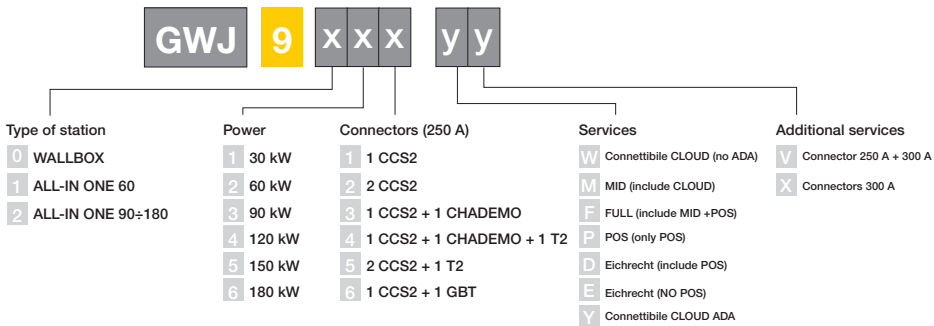 GWJ 9 x x x y y
Type of station
0 WALLBOX
1 ALL-IN ONE 60
2 ALL-IN ONE 90÷180
Power
1 30 kW
2 60 kW
3 90 kW
4 120 kW
5 150 kW
6 180 kW
Connectors (250 A)
1 1 CCS2
2 2 CCS2
3 1 CCS2 + 1 CHADEMO
4 1 CCS2 + 1 CHADEMO + 1 T2
5 2 CCS2 + 1 T2
6 1 CCS2 + 1 GBT
Services
W Connettibile CLOUD (no ADA)
M MID (include CLOUD)
F FULL (include MID +POS)
P POS (only POS)
D Eichrecht (include POS)
E Eichrecht (NO POS)
Y Connettibile CLOUD ADA
Additional services
V Connector 250 A + 300 A
X Connectors 300 A